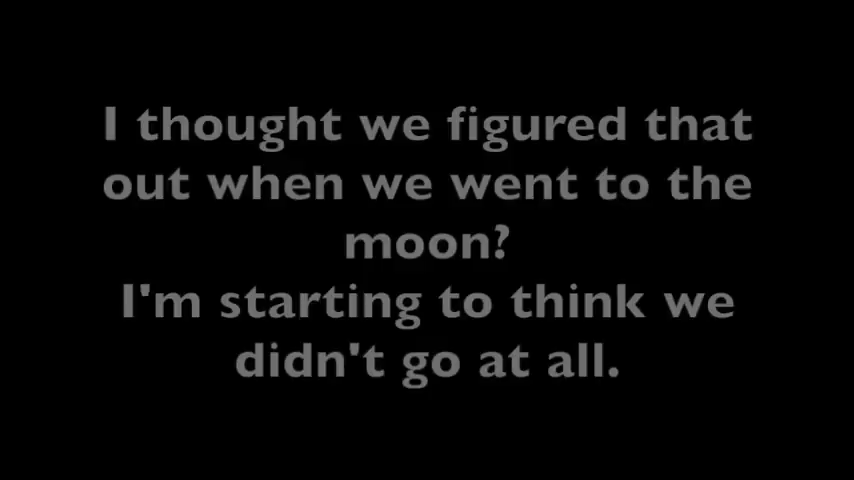 I thought we figured that
out when we went to the
moon?
I'm starting to think we
didn't go at all.